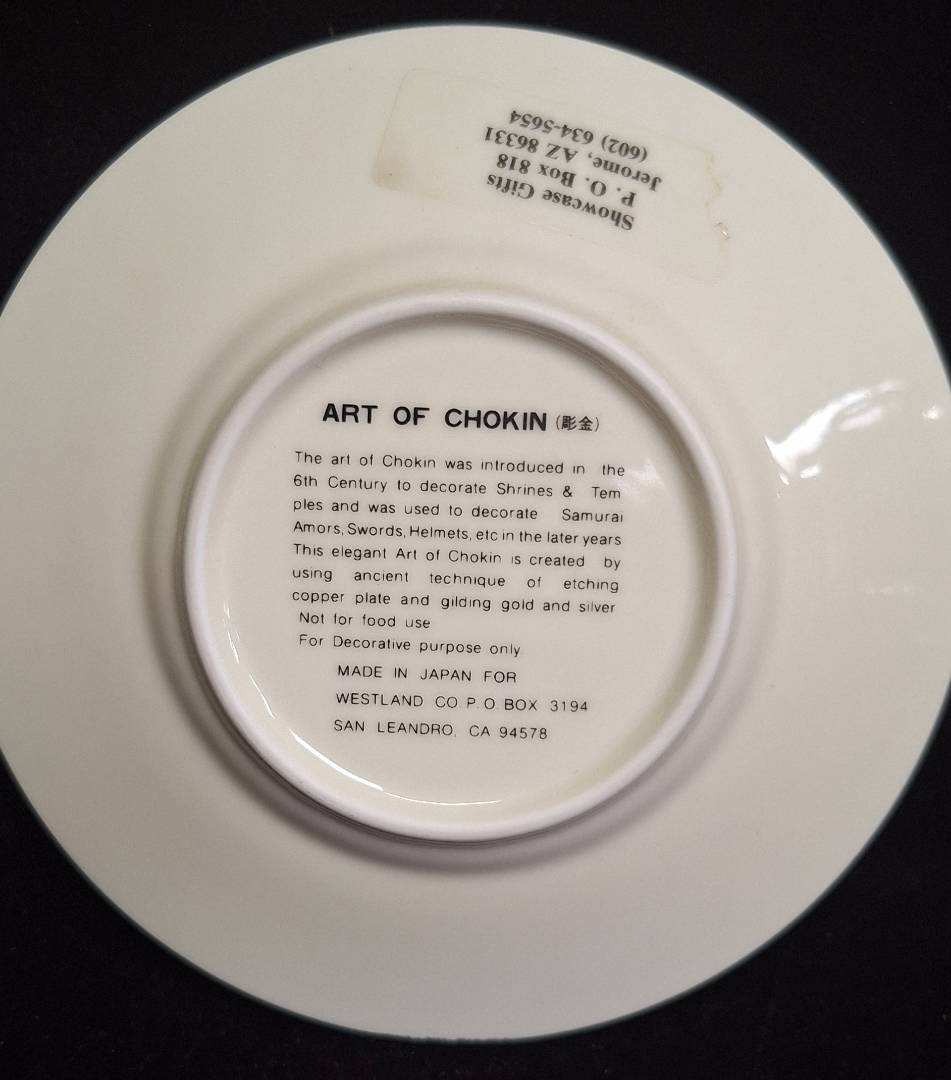 Showcase Gifts
P. O. Box 818
Jerome, AZ 86331
(602) 634-5654
ART OF CHOKIN (彫金)
The art of Chokin was introduced in the
6th Century to decorate Shrines & Tem
ples and was used to decorate Samurai
Amors, Swords, Helmets, etc in the later years
This elegant Art of Chokin is created by
using ancient technique of etching
copper plate and gilding gold and silver
Not for food use
For Decorative purpose only
MADE IN JAPAN FOR
WESTLAND CO. P. O. BOX 3194
SAN LEANDRO, CA 94578